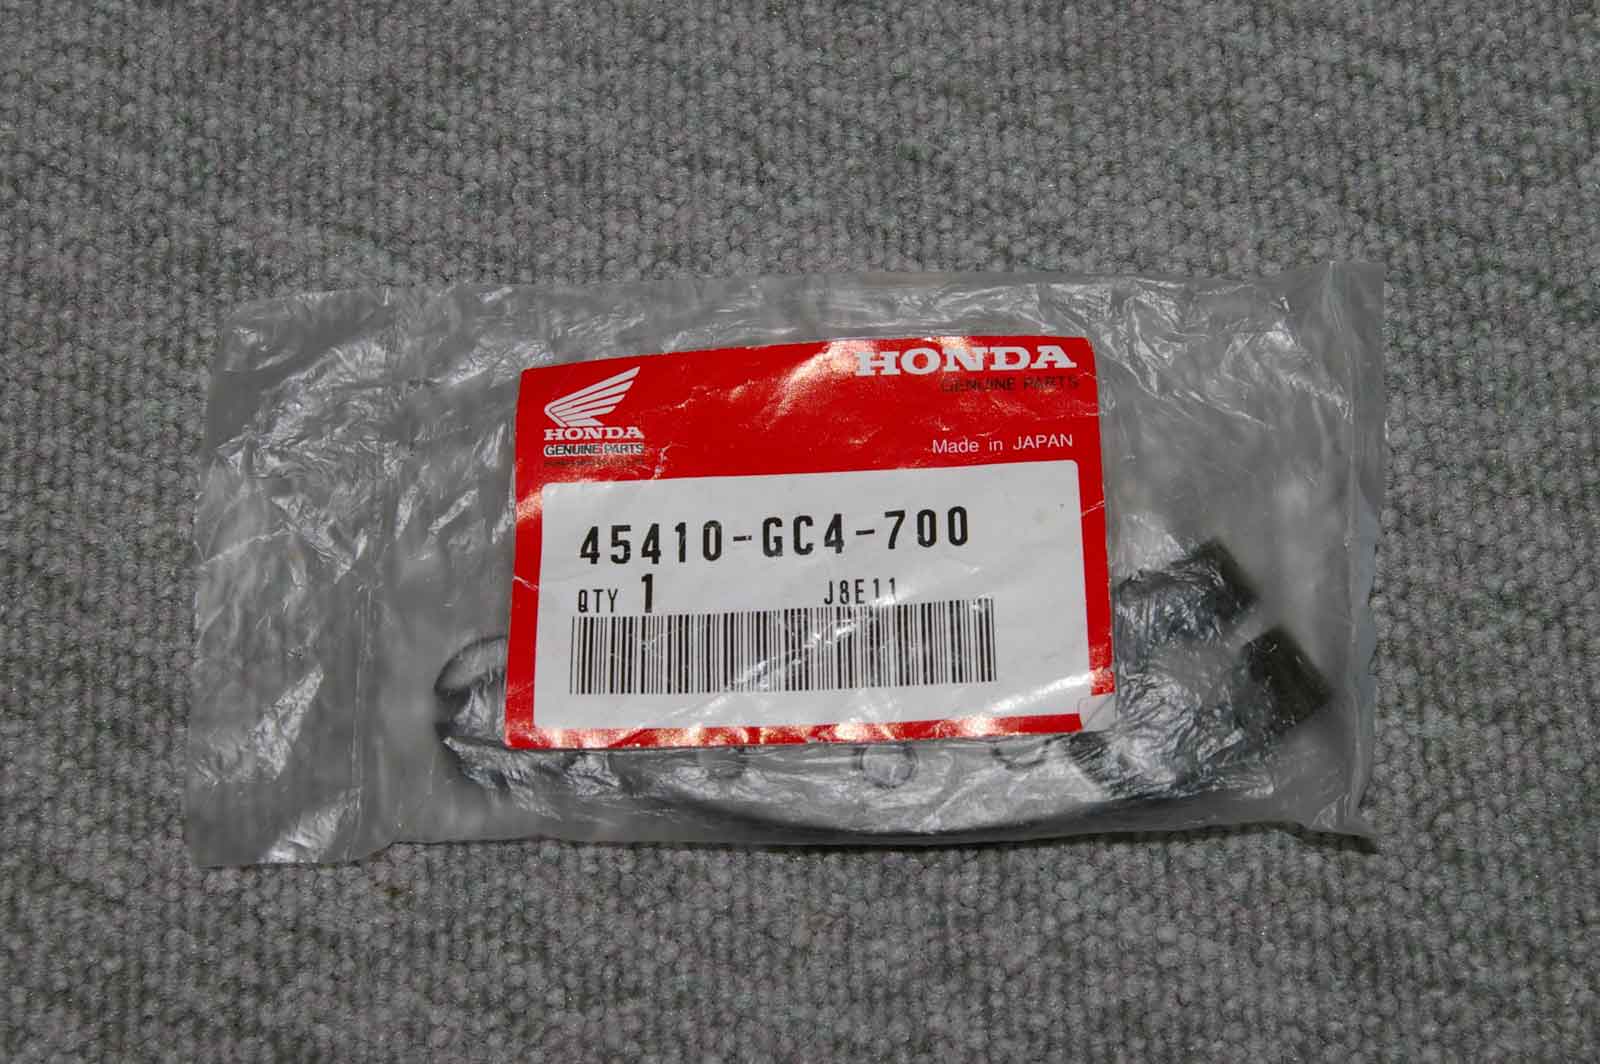 HONDA
GENUINE PARTS
Made in JAPAN
HONDA
GENUINE PARTS
45410-GC4-700
QTY 1 J8E11